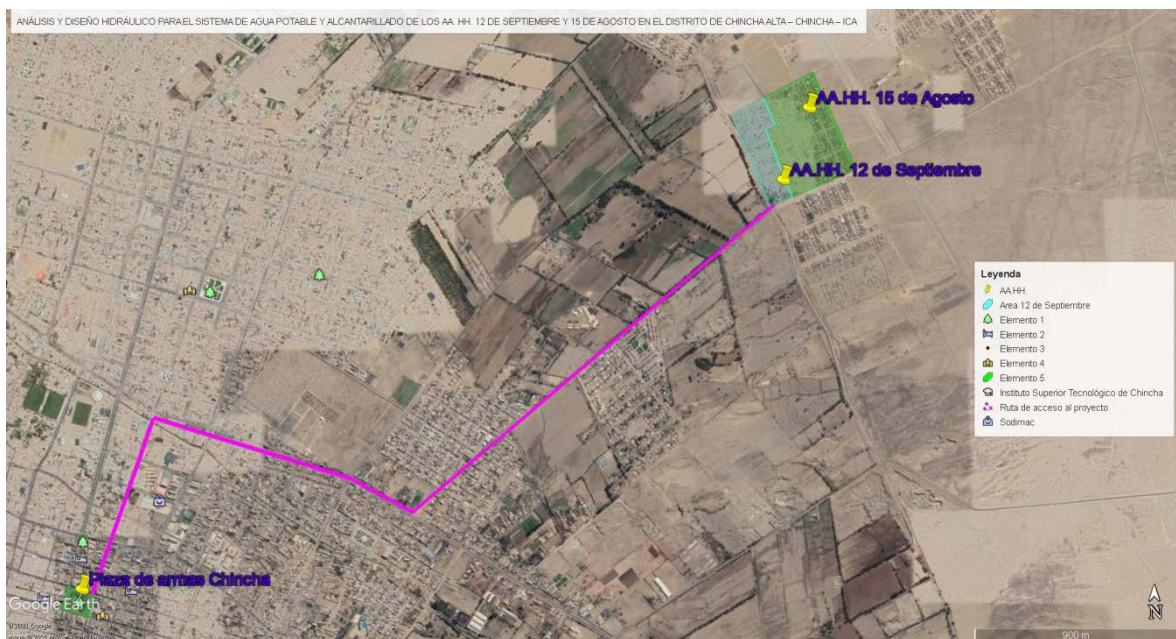 ANÁLISIS Y DISEÑO HIDRÁULICO PARA EL SISTEMA DE AGUA POTABLE Y ALCANTARILLADO DE LOS AA. HH. 12 DE SEPTIEMBRE Y 15 DE AGOSTO EN EL DISTRITO DE CHINCHA ALTA – CHINCHA – ICA
AA.HH. 15 de Agosto
AA.HH. 12 de Septiembre
Leyenda
AA.HH.
Area 12 de Septiembre
Elemento 1
Elemento 2
Elemento 3
Elemento 4
Elemento 5
Instituto Superior Tecnológico de Chincha
Ruta de acceso al proyecto
Sodimac
Plaza de armas Chincha
Google Earth
N
900 m